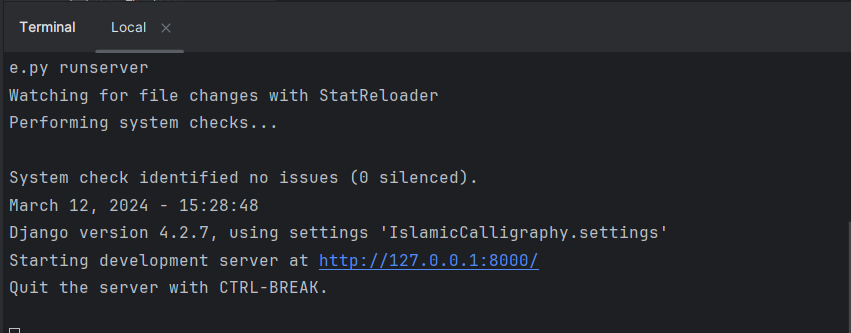 Terminal Local
e.py runserver
Watching for file changes with StatReloader
Performing system checks...
System check identified no issues (0 silenced).
March 12, 2024 - 15:28:48
Django version 4.2.7, using settings 'IslamicCalligraphy.settings'
Starting development server at http://127.0.0.1:8000/
Quit the server with CTRL-BREAK.